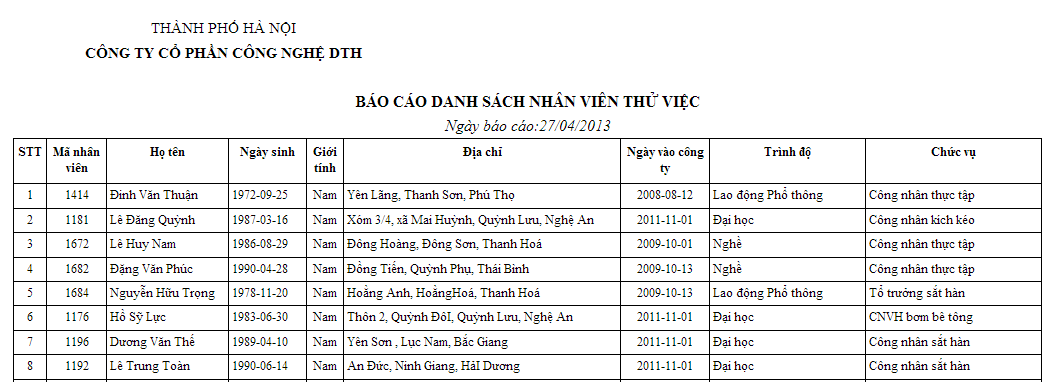 THÀNH PHỐ HÀ NỘI
CÔNG TY CỔ PHẦN CÔNG NGHỆ DTH
BÁO CÁO DANH SÁCH NHÂN VIÊN THỬ VIỆC
Ngày báo cáo:27/04/2013
STT Mã nhân viên Họ tên Ngày sinh Giới tính Địa chỉ Ngày vào công ty Trình độ Chức vụ
1 1414 Đinh Văn Thuận 1972-09-25 Nam Yên Lãng, Thanh Sơn, Phú Thọ 2008-08-12 Lao động Phổ thông Công nhân thực tập
2 1181 Lê Đăng Quỳnh 1987-03-16 Nam Xóm 3/4, xã Mai Huỳnh, Quỳnh Lưu, Nghệ An 2011-11-01 Đại học Công nhân kích kéo
3 1672 Lê Huy Nam 1986-08-29 Nam Đông Hoàng, Đông Sơn, Thanh Hoá 2009-10-01 Nghề Công nhân thực tập
4 1682 Đặng Văn Phúc 1990-04-28 Nam Đồng Tiến, Quỳnh Phụ, Thái Bình 2009-10-13 Nghề Công nhân thực tập
5 1684 Nguyễn Hữu Trọng 1978-11-20 Nam Hoằng Anh, HoằngHoá, Thanh Hoá 2009-10-13 Lao động Phổ thông Tổ trưởng sắt hàn
6 1176 Hồ Sỹ Lực 1983-06-30 Nam Thôn 2, Quỳnh ĐôI, Quỳnh Lưu, Nghệ An 2011-11-01 Đại học CNVH bơm bê tông
7 1196 Dương Văn Thế 1989-04-10 Nam Yên Sơn , Lục Nam, Bắc Giang 2011-11-01 Đại học Công nhân sắt hàn
8 1192 Lê Trung Toàn 1990-06-14 Nam An Đức, Ninh Giang, HảI Dương 2011-11-01 Đại học Công nhân sắt hàn